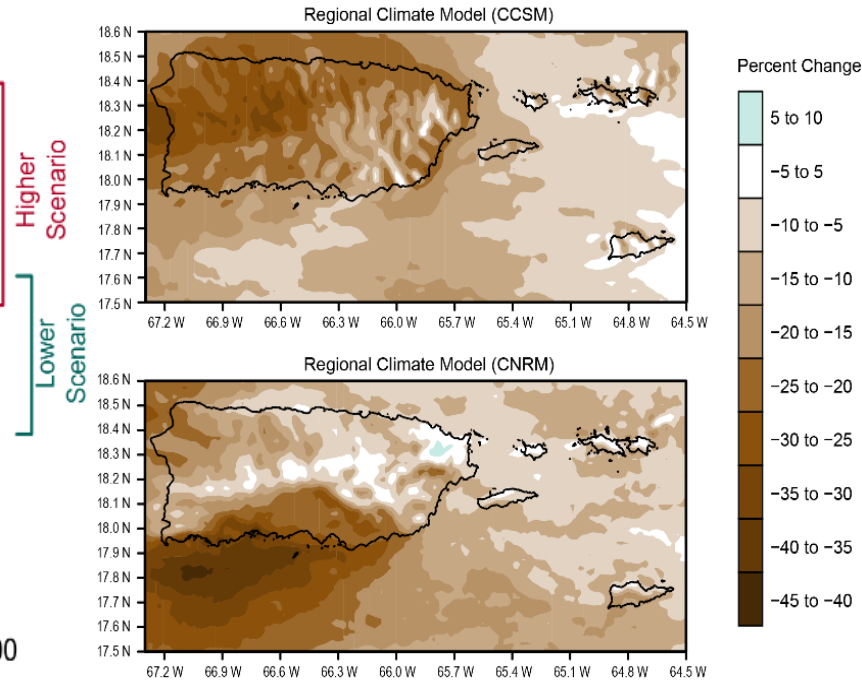 Regional Climate Model (CCSM)
18.6 N
18.5 N
18.4 N
18.3 N
18.2 N
18.1 N
18.0 N
17.9 N
17.8 N
17.7 N
17.6 N
17.5 N
67.2 W 66.9 W 66.6 W 66.3 W 66.0 W 65.7 W 65.4 W 65.1 W 64.8 W 64.5 W
Higher
Scenario
Lower
Scenario
Regional Climate Model (CNRM)
18.6 N
18.5 N
18.4 N
18.3 N
18.2 N
18.1 N
18.0 N
17.9 N
17.8 N
17.7 N
17.6 N
17.5 N
67.2 W 66.9 W 66.6 W 66.3 W 66.0 W 65.7 W 65.4 W 65.1 W 64.8 W 64.5 W
Percent Change
5 to 10
−5 to 5
−10 to −5
−15 to −10
−20 to −15
−25 to −20
−30 to −25
−35 to −30
−40 to −35
−45 to −40